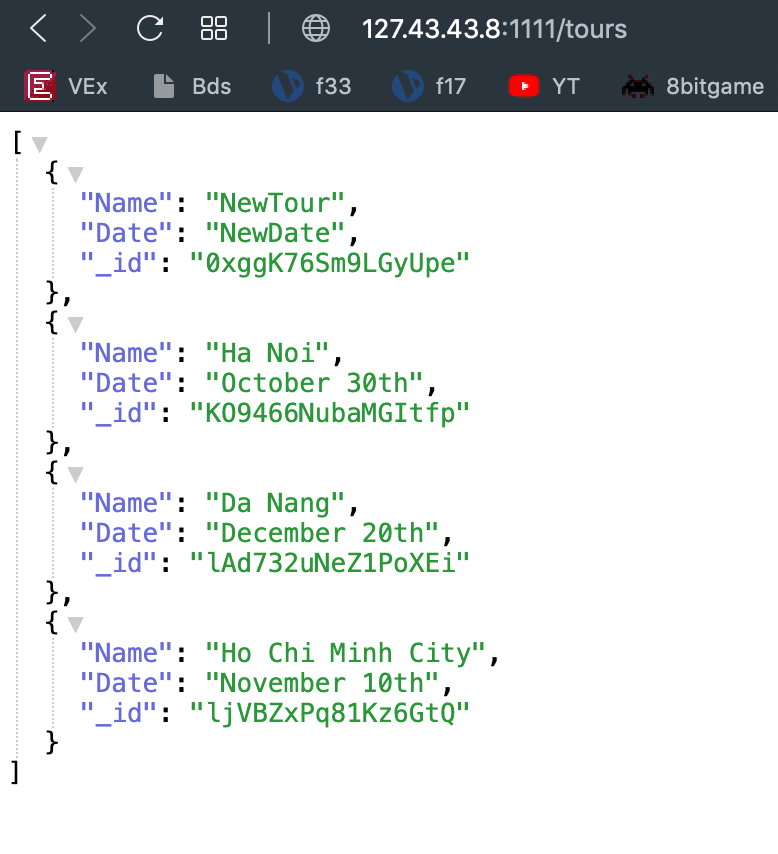 127.43.43.8:1111/tours
VEx Bds f33 f17 YT 8bitgame
[
{
"Name": "NewTour",
"Date": "NewDate",
"_id": "0xggK76Sm9LGyUpe"
},
{
"Name": "Ha Noi",
"Date": "October 30th",
"_id": "KO9466NubaMGItfp"
},
{
"Name": "Da Nang",
"Date": "December 20th",
"_id": "lAd732uNeZ1PoXEi"
},
{
"Name": "Ho Chi Minh City",
"Date": "November 10th",
"_id": "ljVBZxPq81Kz6GtQ"
}
]